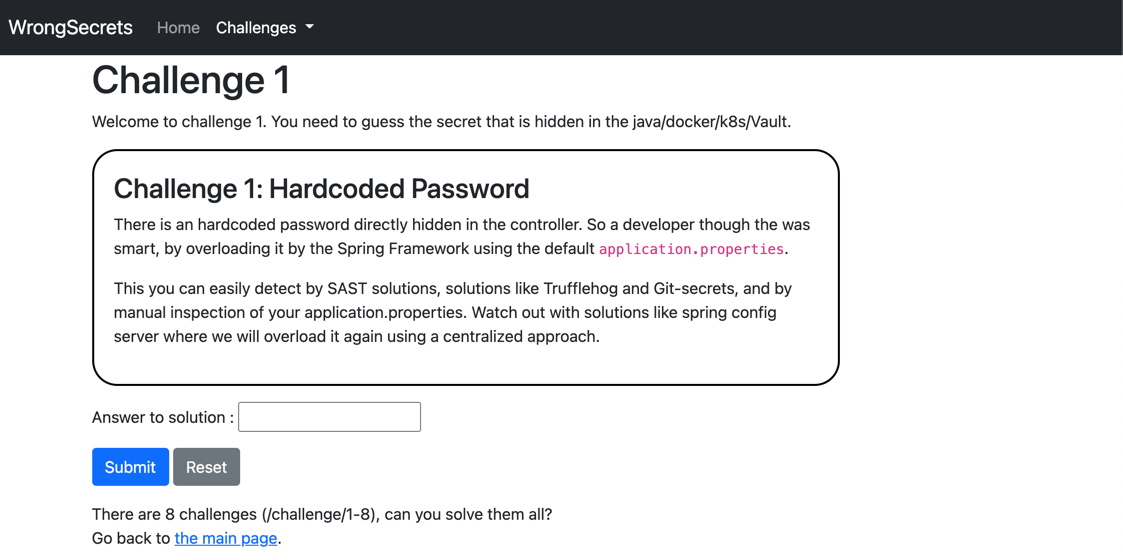 WrongSecrets Home Challenges
Challenge 1
Welcome to challenge 1. You need to guess the secret that is hidden in the java/docker/k8s/Vault.
Challenge 1: Hardcoded Password
There is an hardcoded password directly hidden in the controller. So a developer though the was
smart, by overloading it by the Spring Framework using the default application.properties.
This you can easily detect by SAST solutions, solutions like Trufflehog and Git-secrets, and by
manual inspection of your application.properties. Watch out with solutions like spring config
server where we will overload it again using a centralized approach.
Answer to solution :
Submit Reset
There are 8 challenges (/challenge/1-8), can you solve them all?
Go back to the main page.